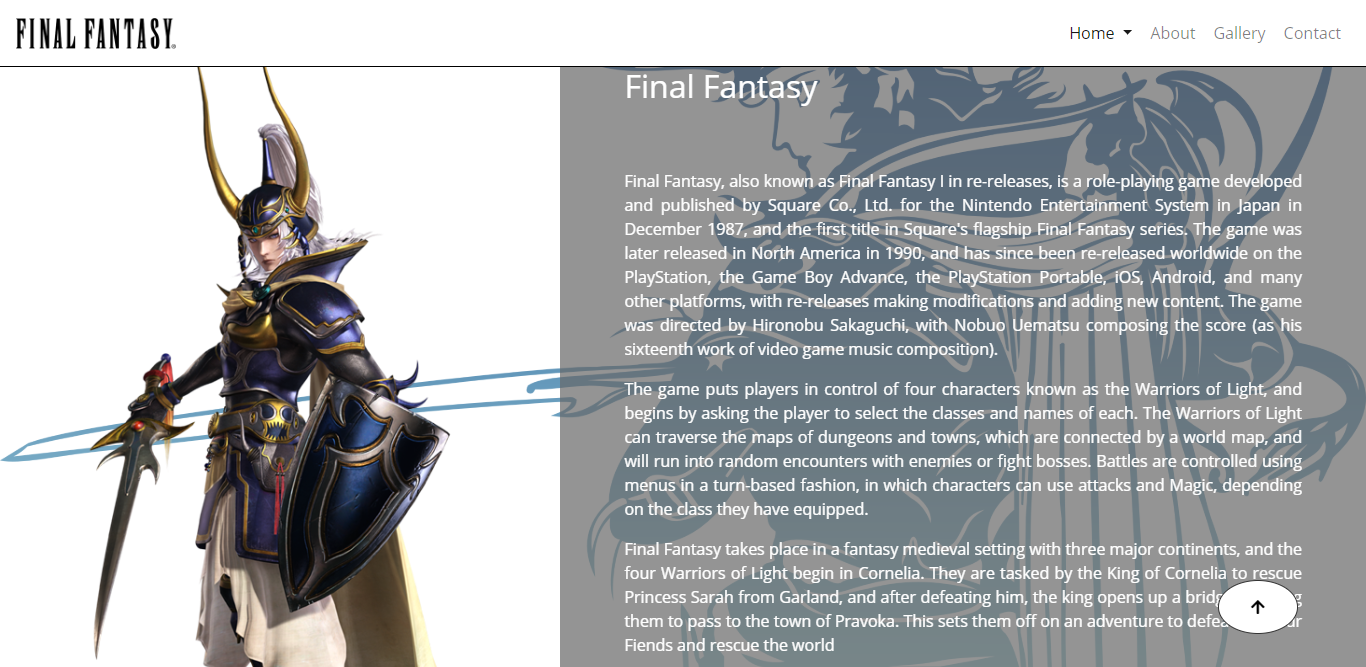 FINAL FANTASY®
Home About Gallery Contact
Final Fantasy
Final Fantasy, also known as Final Fantasy I in re-releases, is a role-playing game developed
and published by Square Co., Ltd. for the Nintendo Entertainment System in Japan in
December 1987, and the first title in Square's flagship Final Fantasy series. The game was
later released in North America in 1990, and has since been re-released worldwide on the
PlayStation, the Game Boy Advance, the PlayStation Portable, iOS, Android, and many
other platforms, with re-releases making modifications and adding new content. The game
was directed by Hironobu Sakaguchi, with Nobuo Uematsu composing the score (as his
sixteenth work of video game music composition).
The game puts players in control of four characters known as the Warriors of Light, and
begins by asking the player to select the classes and names of each. The Warriors of Light
can traverse the maps of dungeons and towns, which are connected by a world map, and
will run into random encounters with enemies or fight bosses. Battles are controlled using
menus in a turn-based fashion, in which characters can use attacks and Magic, depending
on the class they have equipped.
Final Fantasy takes place in a fantasy medieval setting with three major continents, and the
four Warriors of Light begin in Cornelia. They are tasked by the King of Cornelia to rescue
Princess Sarah from Garland, and after defeating him, the king opens up a
them to pass to the town of Pravoka. This sets them off on an adventure to
Fiends and rescue the world